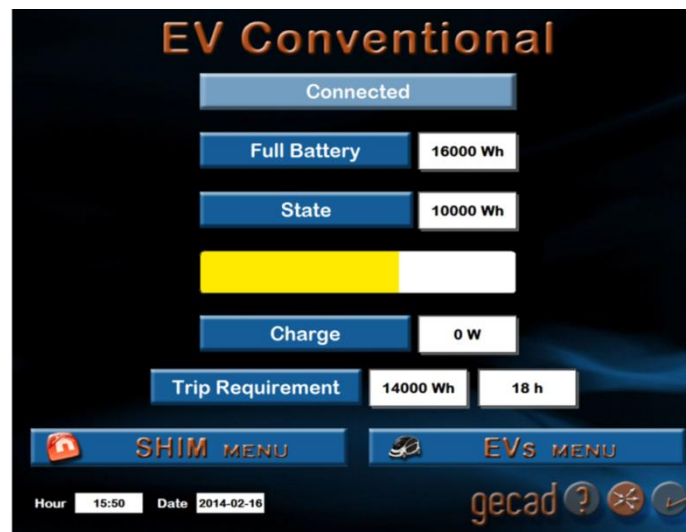 EV Conventional
Connected
Full Battery 16000 Wh
State 10000 Wh
Charge 0 W
Trip Requirement 14000 Wh 18 h
SHIM MENU EVs MENU
Hour 15:50 Date 2014-02-16 gecad ?